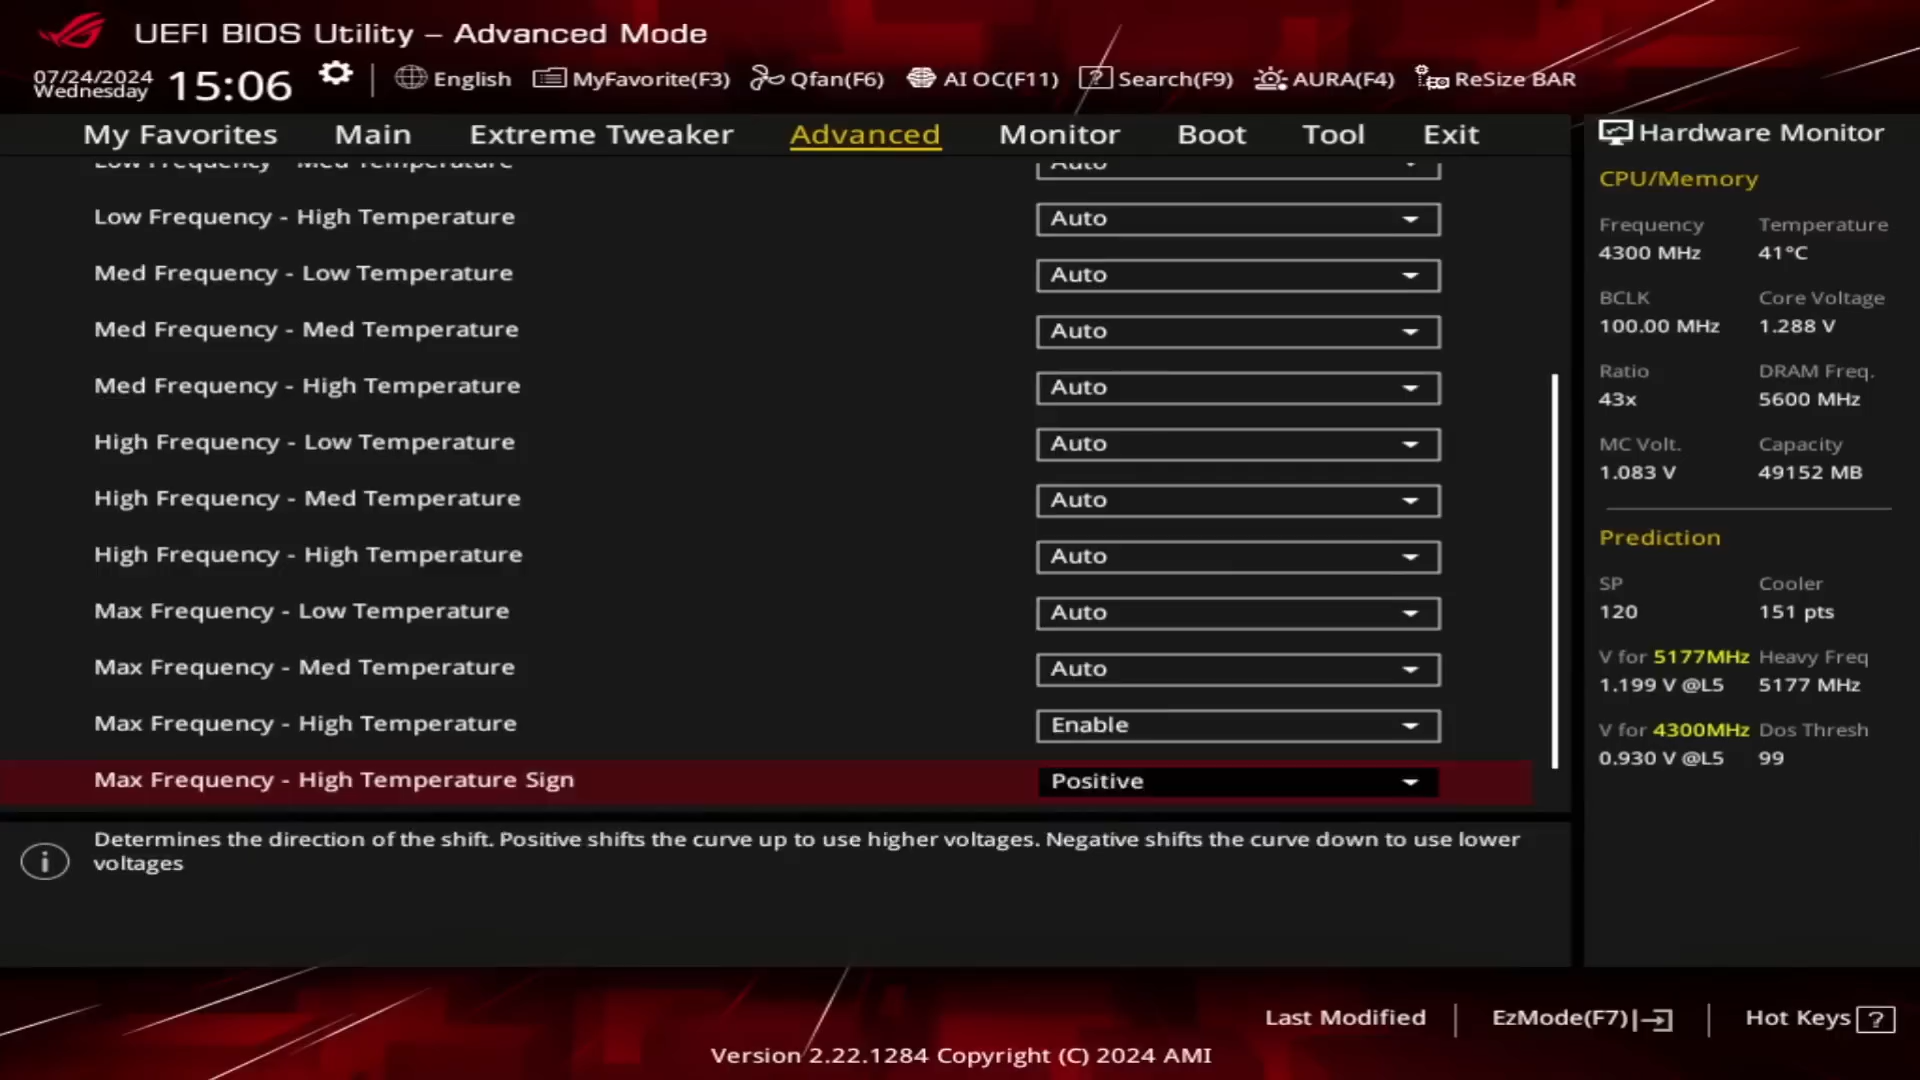 UEFI BIOS Utility – Advanced Mode
07/24/2024
Wednesday
15:06
English
MyFavorite(F3)
Qfan(F6)
AI OC(F11)
?
Search(F9)
AURA(F4)
ReSize BAR
My Favorites
Main
Extreme Tweaker
Advanced
Monitor
Boot
Tool
Exit
Low Frequency - Med Temperature
Auto
Low Frequency - High Temperature
Auto
Med Frequency - Low Temperature
Auto
Med Frequency - Med Temperature
Auto
Med Frequency - High Temperature
Auto
High Frequency - Low Temperature
Auto
High Frequency - Med Temperature
Auto
High Frequency - High Temperature
Auto
Max Frequency - Low Temperature
Auto
Max Frequency - Med Temperature
Auto
Max Frequency - High Temperature
Enable
Max Frequency - High Temperature Sign
Positive
i
Determines the direction of the shift. Positive shifts the curve up to use higher voltages. Negative shifts the curve down to use lower
voltages
Hardware Monitor
CPU/Memory
Frequency Temperature
4300 MHz 41°C
BCLK Core Voltage
100.00 MHz 1.288 V
Ratio DRAM Freq.
43x 5600 MHz
MC Volt. Capacity
1.083 V 49152 MB
Prediction
SP Cooler
120 151 pts
V for 5177MHz Heavy Freq
1.199 V @L5 5177 MHz
V for 4300MHz Dos Thresh
0.930 V @L5 99
Last Modified
EzMode(F7)
Hot Keys ?
Version 2.22.1284 Copyright (C) 2024 AMI